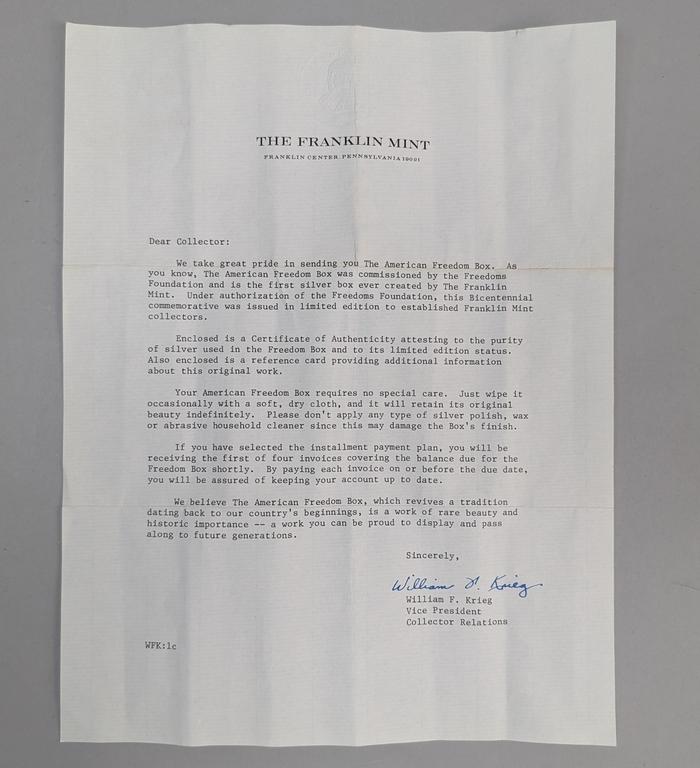 THE FRANKLIN MINT
FRANKLIN CENTER, PENNSYLVANIA 19091
Dear Collector:
We take great pride in sending you The American Freedom Box. As
you know, The American Freedom Box was commissioned by the Freedoms
Foundation and is the first silver box ever created by The Franklin
Mint. Under authorization of the Freedoms Foundation, this Bicentennial
commemorative was issued in limited edition to established Franklin Mint
collectors.
Enclosed is a Certificate of Authenticity attesting to the purity
of silver used in the Freedom Box and to its limited edition status.
Also enclosed is a reference card providing additional information
about this original work.
Your American Freedom Box requires no special care. Just wipe it
occasionally with a soft, dry cloth, and it will retain its original
beauty indefinitely. Please don't apply any type of silver polish, wax
or abrasive household cleaner since this may damage the Box's finish.
If you have selected the installment payment plan, you will be
receiving the first of four invoices covering the balance due for the
Freedom Box shortly. By paying each invoice on or before the due date,
you will be assured of keeping your account up to date.
We believe The American Freedom Box, which revives a tradition
dating back to our country's beginnings, is a work of rare beauty and
historic importance -- a work you can be proud to display and pass
along to future generations.
Sincerely,
William F. Krieg
William F. Krieg
Vice President
Collector Relations
WFK:lc